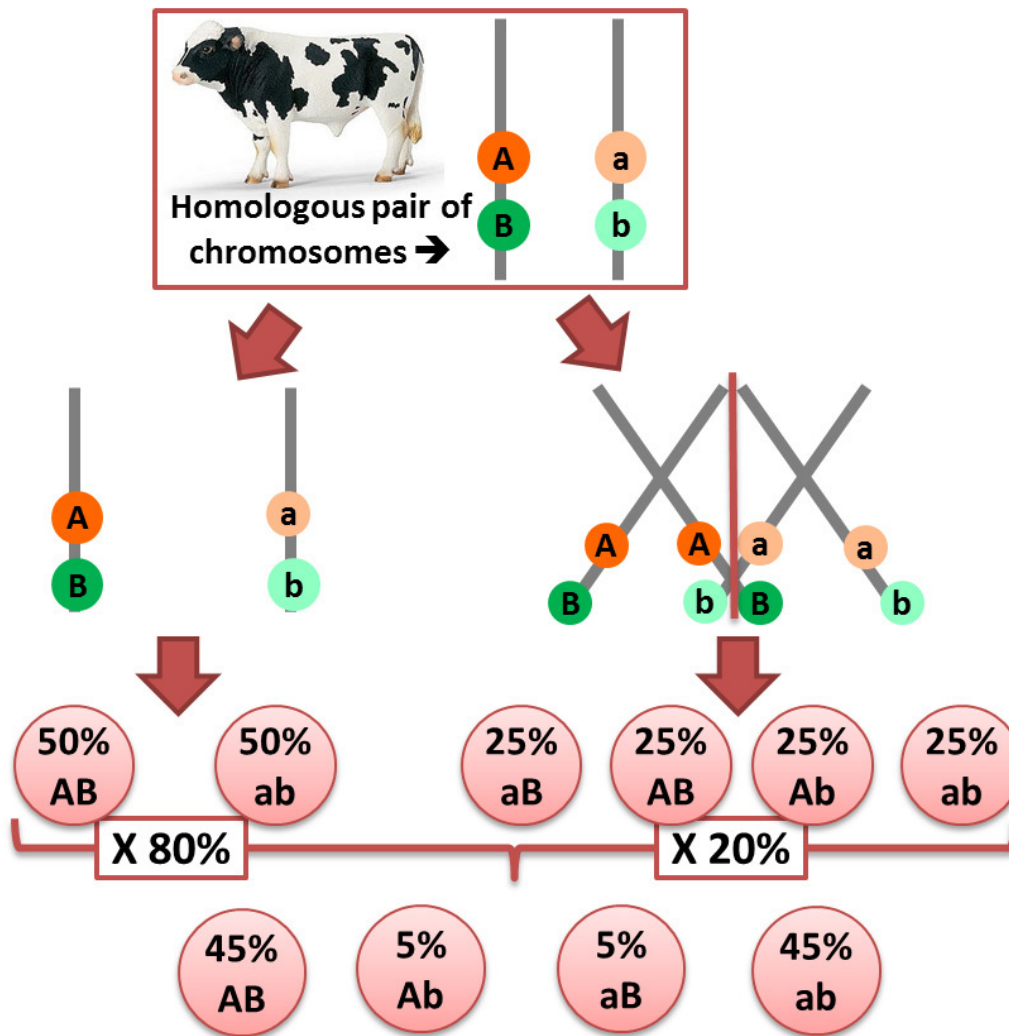 A
a
Homologous pair of
B
b
chromosomes →
A
a
A
A
a
a
B
b
B
b
B
b
50%
AB
50%
ab
25%
aB
25%
AB
25%
Ab
25%
ab
X 80%
X 20%
45%
AB
5%
Ab
5%
aB
45%
ab